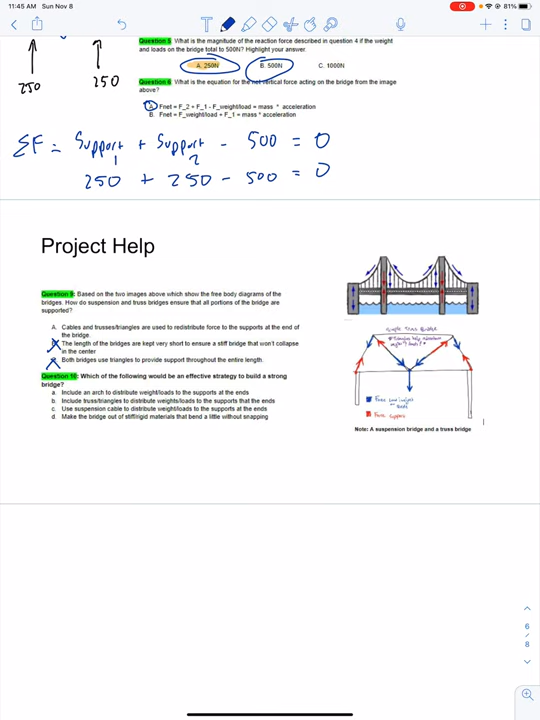 11:45 AM Sun Nov 8
81%
Question 5: What is the magnitude of the reaction force described in question 4 if the weight
and loads on the bridge total to 500N? Highlight your answer.
A. 250N B. 500N C. 1000N
250
250
Question 6: What is the equation for the net vertical force acting on the bridge from the image
above?
A. Fnet = F_2 + F_1 - F_weight/load = mass * acceleration
B. Fnet = F_weight/load + F_1 = mass * acceleration
ΣF = Support 1 + Support 2 - 500 = 0
250 + 250 - 500 = 0
Project Help
Question 9: Based on the two images above which show the free body diagrams of the
bridges. How do suspension and truss bridges ensure that all portions of the bridge are
supported?
A. Cables and trusses/triangles are used to redistribute force to the supports at the end of
the bridge.
The length of the bridges are kept very short to ensure a stiff bridge that won't collapse
in the center
Both bridges use triangles to provide support throughout the entire length.
Question 10: Which of the following would be an effective strategy to build a strong
bridge?
a. Include an arch to distribute weight/loads to the supports at the ends
b. Include truss/triangles to distribute weights/loads to the supports that the ends
c. Use suspension cable to distribute weight/loads to the supports at the ends
d. Make the bridge out of stiff/rigid materials that bend a little without snapping
Simple Truss Bridge
Note: A suspension bridge and a truss bridge
6
/
8